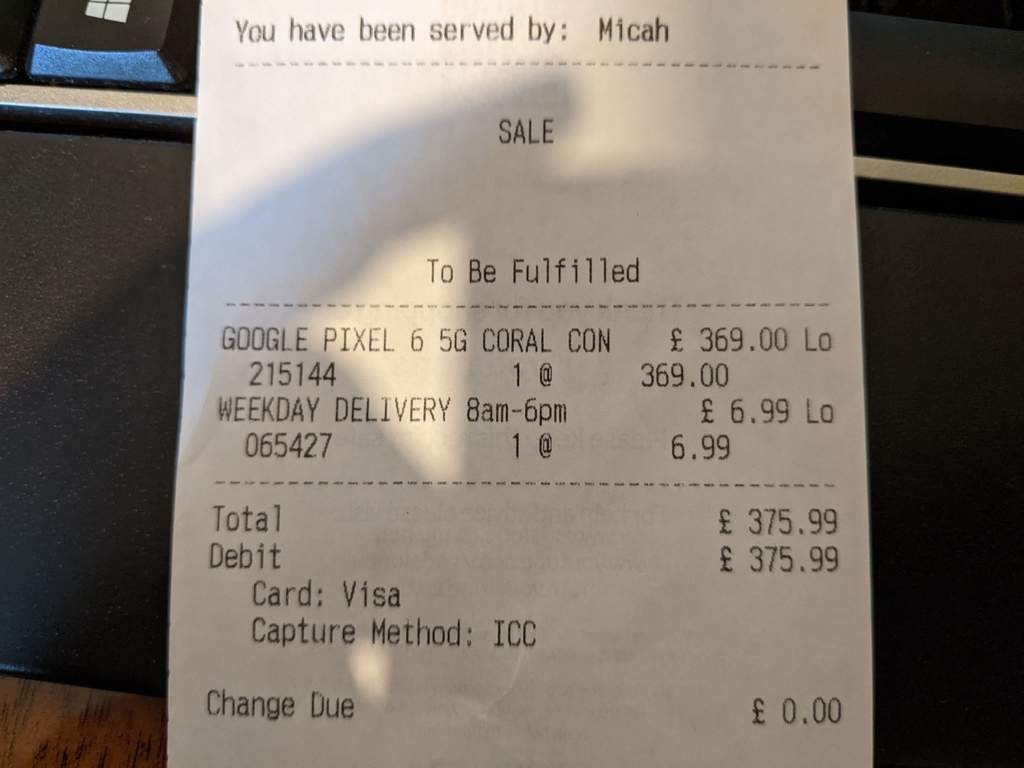 You have been served by: Micah
SALE
To Be Fulfilled
GOOGLE PIXEL 6 5G CORAL CON £ 369.00 Lo
215144 1 @ 369.00
WEEKDAY DELIVERY 8am-6pm £ 6.99 Lo
065427 1 @ 6.99
Total £ 375.99
Debit £ 375.99
Card: Visa
Capture Method: ICC
Change Due £ 0.00